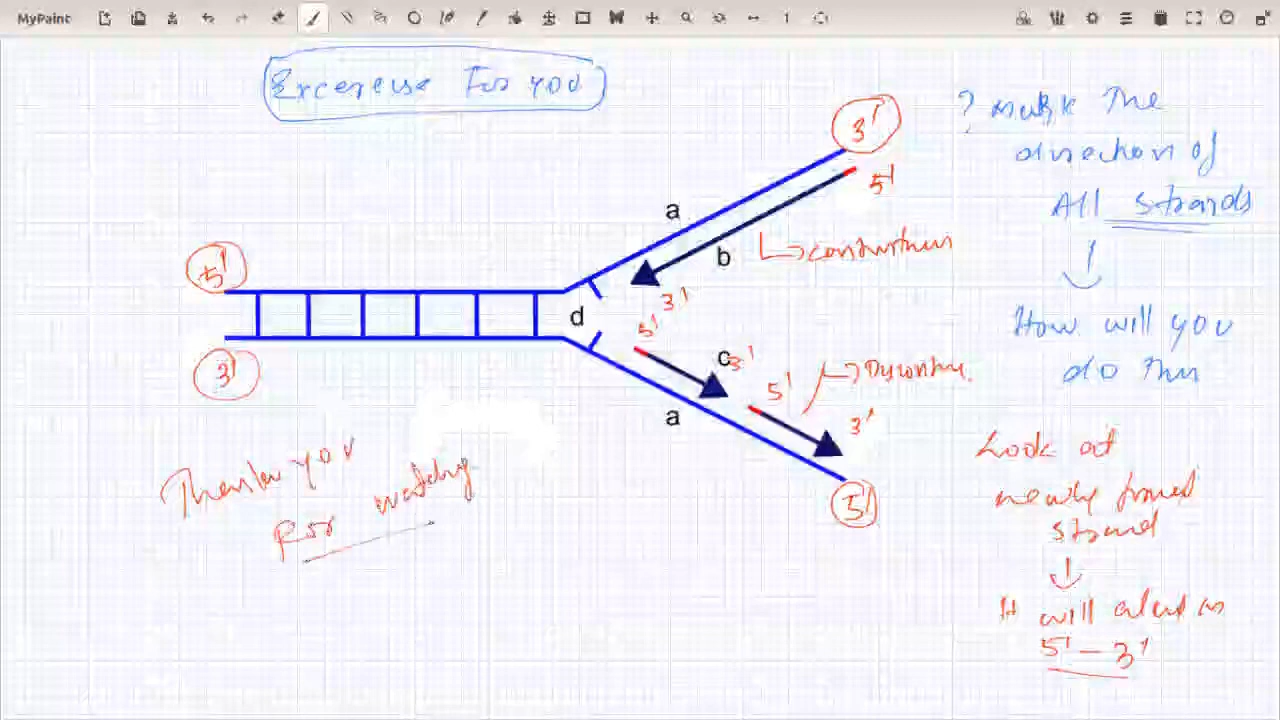 MyPaint
Excercise For you
? mark the
direction of
All strands
How will you
do this
3'
5'
a
b
continuous
5'
3'
d
3'
5'
c
3'
5'
Discontinu.
3'
a
5'
Look at
newly formed
strand
It will always
5' - 3'
Thank you
For watching